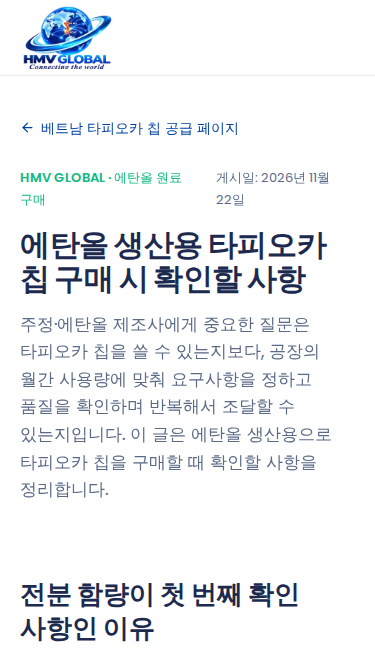 HMV GLOBAL
Connecting the world
← 베트남 타피오카 칩 공급 페이지
HMV GLOBAL · 에탄올 원료 구매
게시일: 2026년 11월 22일
에탄올 생산용 타피오카
칩 구매 시 확인할 사항
주정·에탄올 제조사에게 중요한 질문은
타피오카 칩을 쓸 수 있는지보다, 공장의
월간 사용량에 맞춰 요구사항을 정하고
품질을 확인하며 반복해서 조달할 수
있는지입니다. 이 글은 에탄올 생산용으로
타피오카 칩을 구매할 때 확인할 사항을
정리합니다.
전분 함량이 첫 번째 확인
사항인 이유